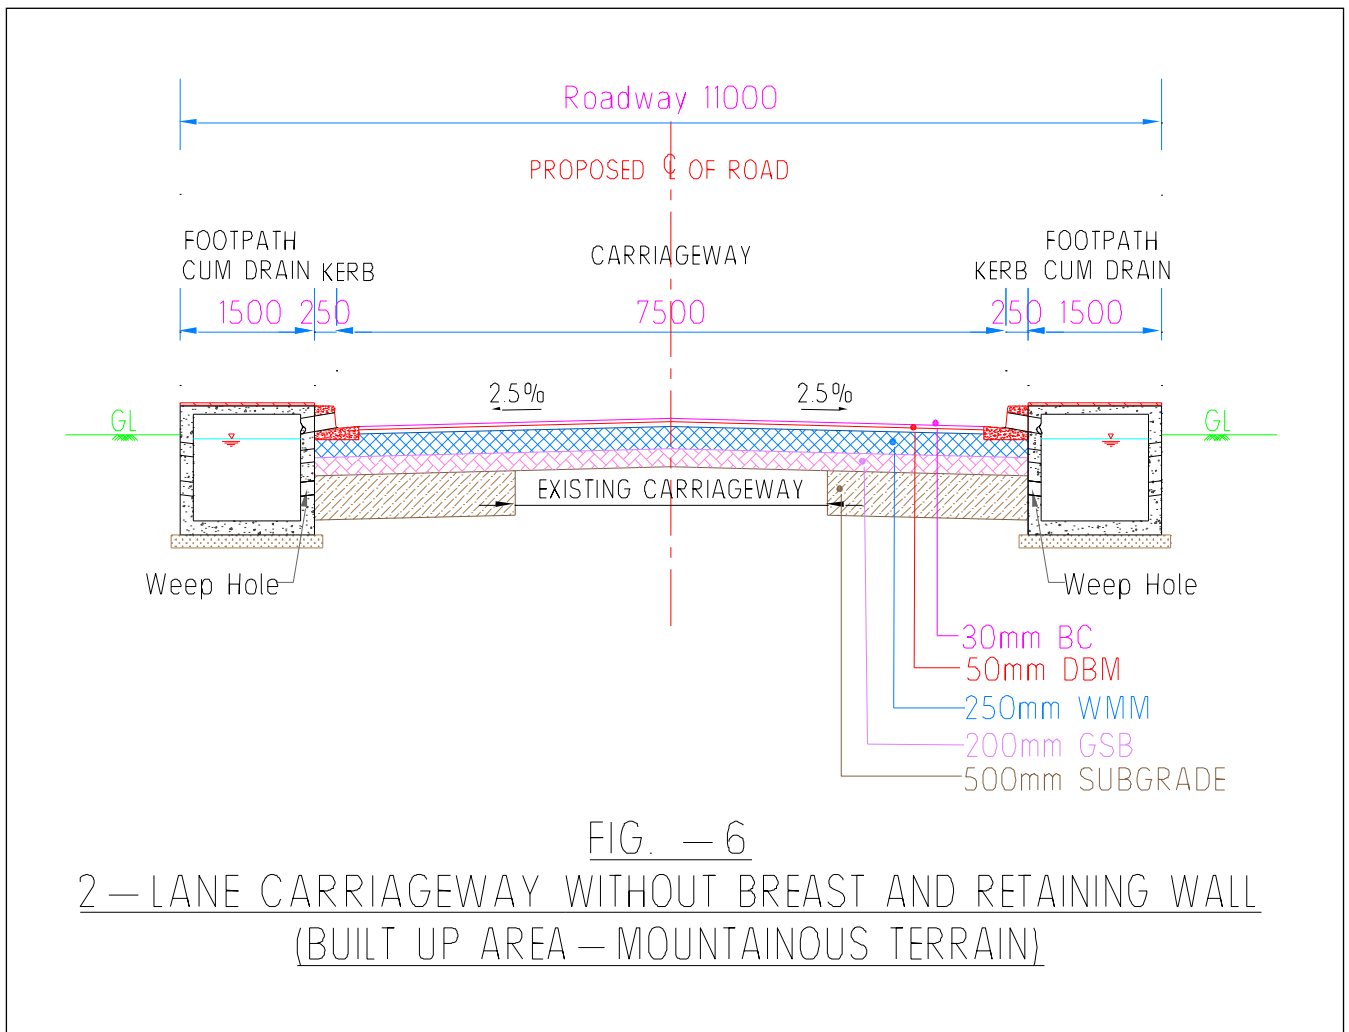 Roadway 11000
PROPOSED ℄ OF ROAD
FOOTPATH
CUM DRAIN
KERB
CARRIAGEWAY
KERB
FOOTPATH
CUM DRAIN
1500 250 7500 250 1500
2.5% 2.5%
GL GL
EXISTING CARRIAGEWAY
Weep Hole Weep Hole
30mm BC
50mm DBM
250mm WMM
200mm GSB
500mm SUBGRADE
FIG. — 6
2 — LANE CARRIAGEWAY WITHOUT BREAST AND RETAINING WALL
(BUILT UP AREA — MOUNTAINOUS TERRAIN)